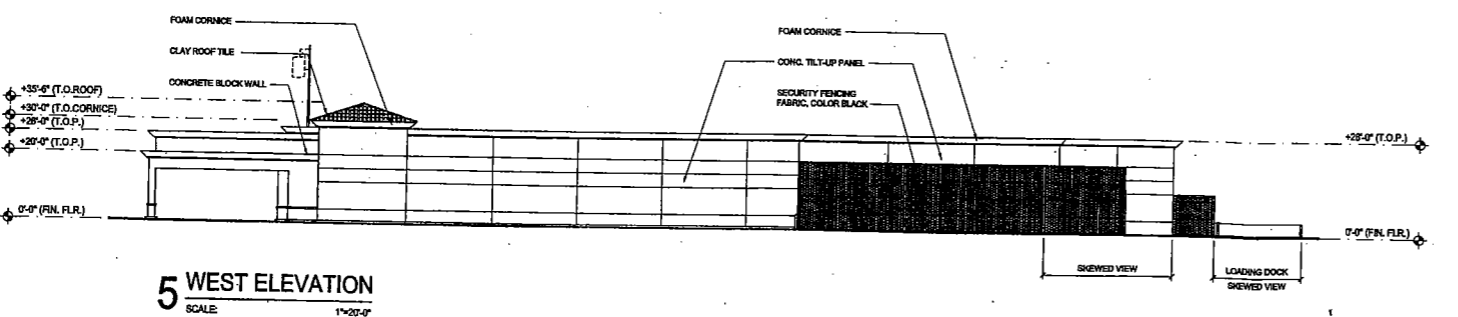 FOAM CORNICE
CLAY ROOF TILE
CONCRETE BLOCK WALL
FOAM CORNICE
CONC. TILT-UP PANEL
SECURITY FENCING
FABRIC, COLOR BLACK
+35'-6" (T.O.ROOF)
+30'-0" (T.O.CORNICE)
+26'-0" (T.O.P.)
+20'-0" (T.O.P.)
0'-0" (FIN. FLR.)
+28'-0" (T.O.P.)
0'-0" (FIN. FLR.)
SKEWED VIEW
LOADING DOCK
SKEWED VIEW
5 WEST ELEVATION
SCALE: 1"=20'-0"